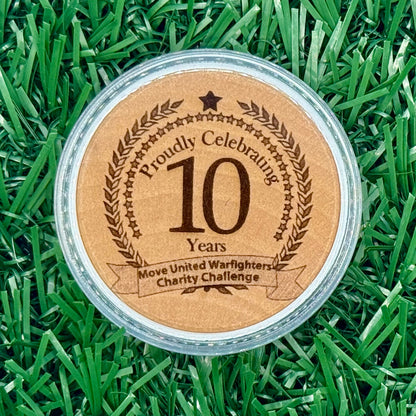 Proudly Celebrating
10
Years
Move United Warfighters
Charity Challenge